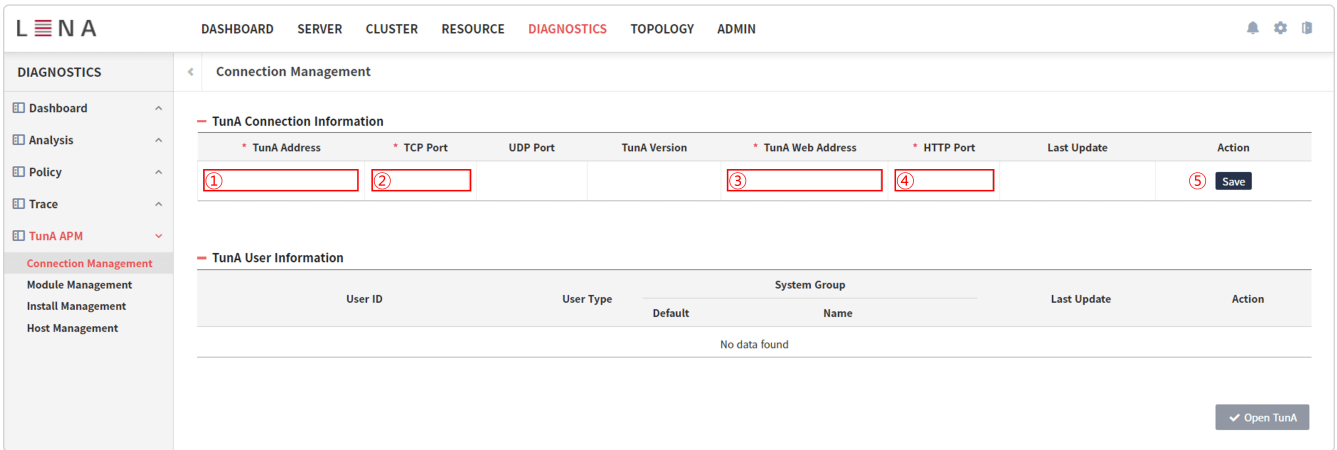 LENA
DASHBOARD SERVER CLUSTER RESOURCE DIAGNOSTICS TOPOLOGY ADMIN
DIAGNOSTICS
Connection Management
Dashboard
Analysis
Policy
Trace
TunA APM
Connection Management
Module Management
Install Management
Host Management
TunA Connection Information
* TunA Address * TCP Port UDP Port TunA Version * TunA Web Address * HTTP Port Last Update Action
① ② ③ ④ ⑤ Save
TunA User Information
User ID User Type System Group Last Update Action
Default Name
No data found
Open TunA